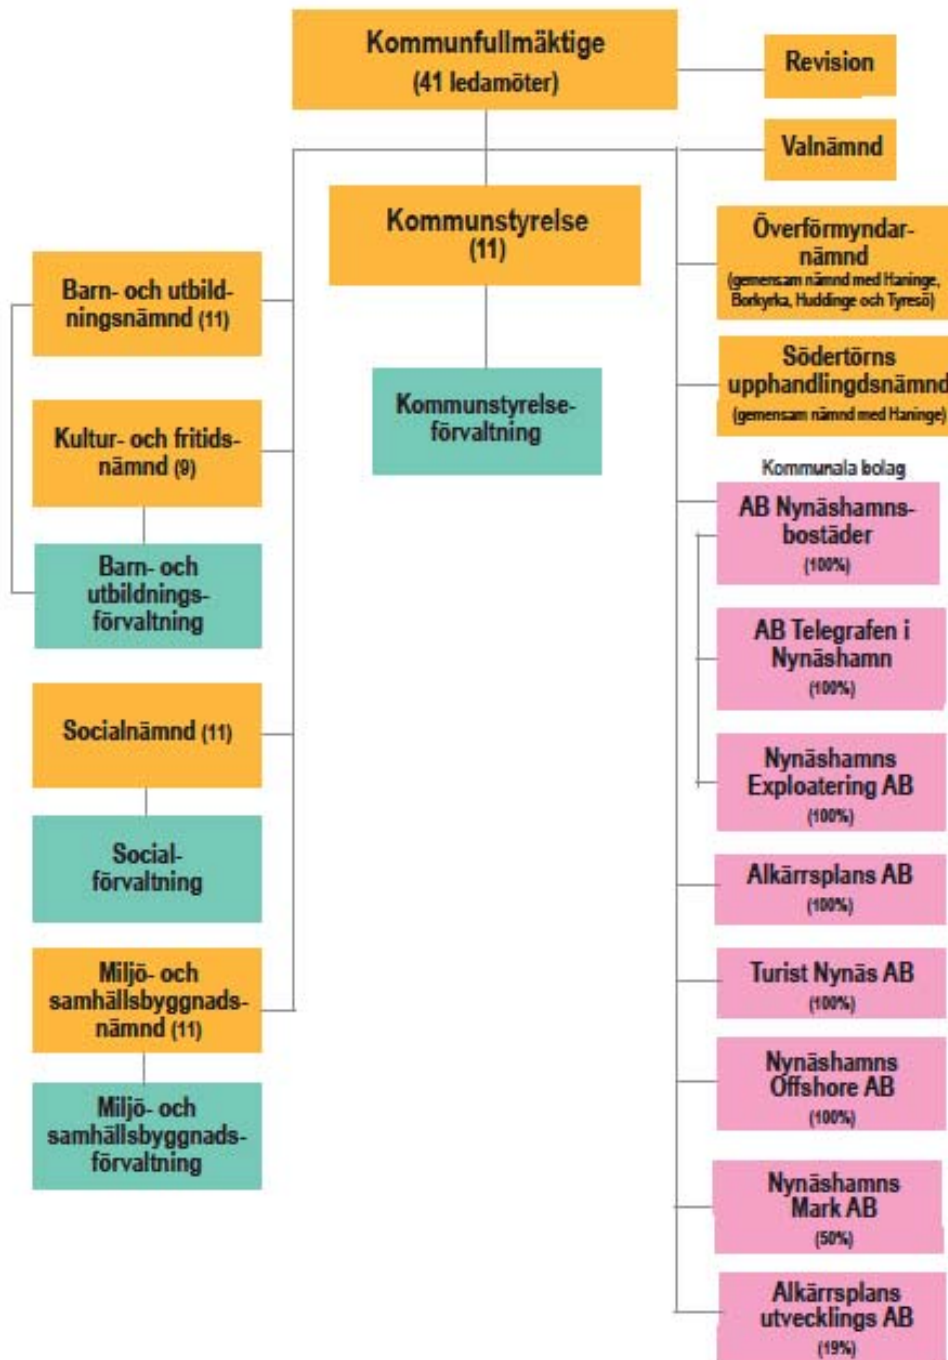 Kommunfullmäktige
(41 ledamöter)
Revision
Valnämnd
Kommunstyrelse
(11)
Överförmyndar-
nämnd
(gemensam nämnd med Haninge,
Borkyrka, Huddinge och Tyresö)
Barn- och utbild-
ningsnämnd (11)
Södertörns
upphandlingdsnämnd
(gemensam nämnd med Haninge)
Kommunstyrelse-
förvaltning
Kultur- och fritids-
nämnd (9)
Barn- och
utbildnings-
förvaltning
Socialnämnd (11)
Social-
förvaltning
Miljö- och
samhällsbyggnads-
nämnd (11)
Miljö- och
samhällsbyggnads-
förvaltning
Kommunala bolag
AB Nynäshamns-
bostäder
(100%)
AB Telegrafen i
Nynäshamn
(100%)
Nynäshamns
Exploatering AB
(100%)
Alkärrsplans AB
(100%)
Turist Nynäs AB
(100%)
Nynäshamns
Offshore AB
(100%)
Nynäshamns
Mark AB
(50%)
Alkärrsplans
utvecklings AB
(19%)